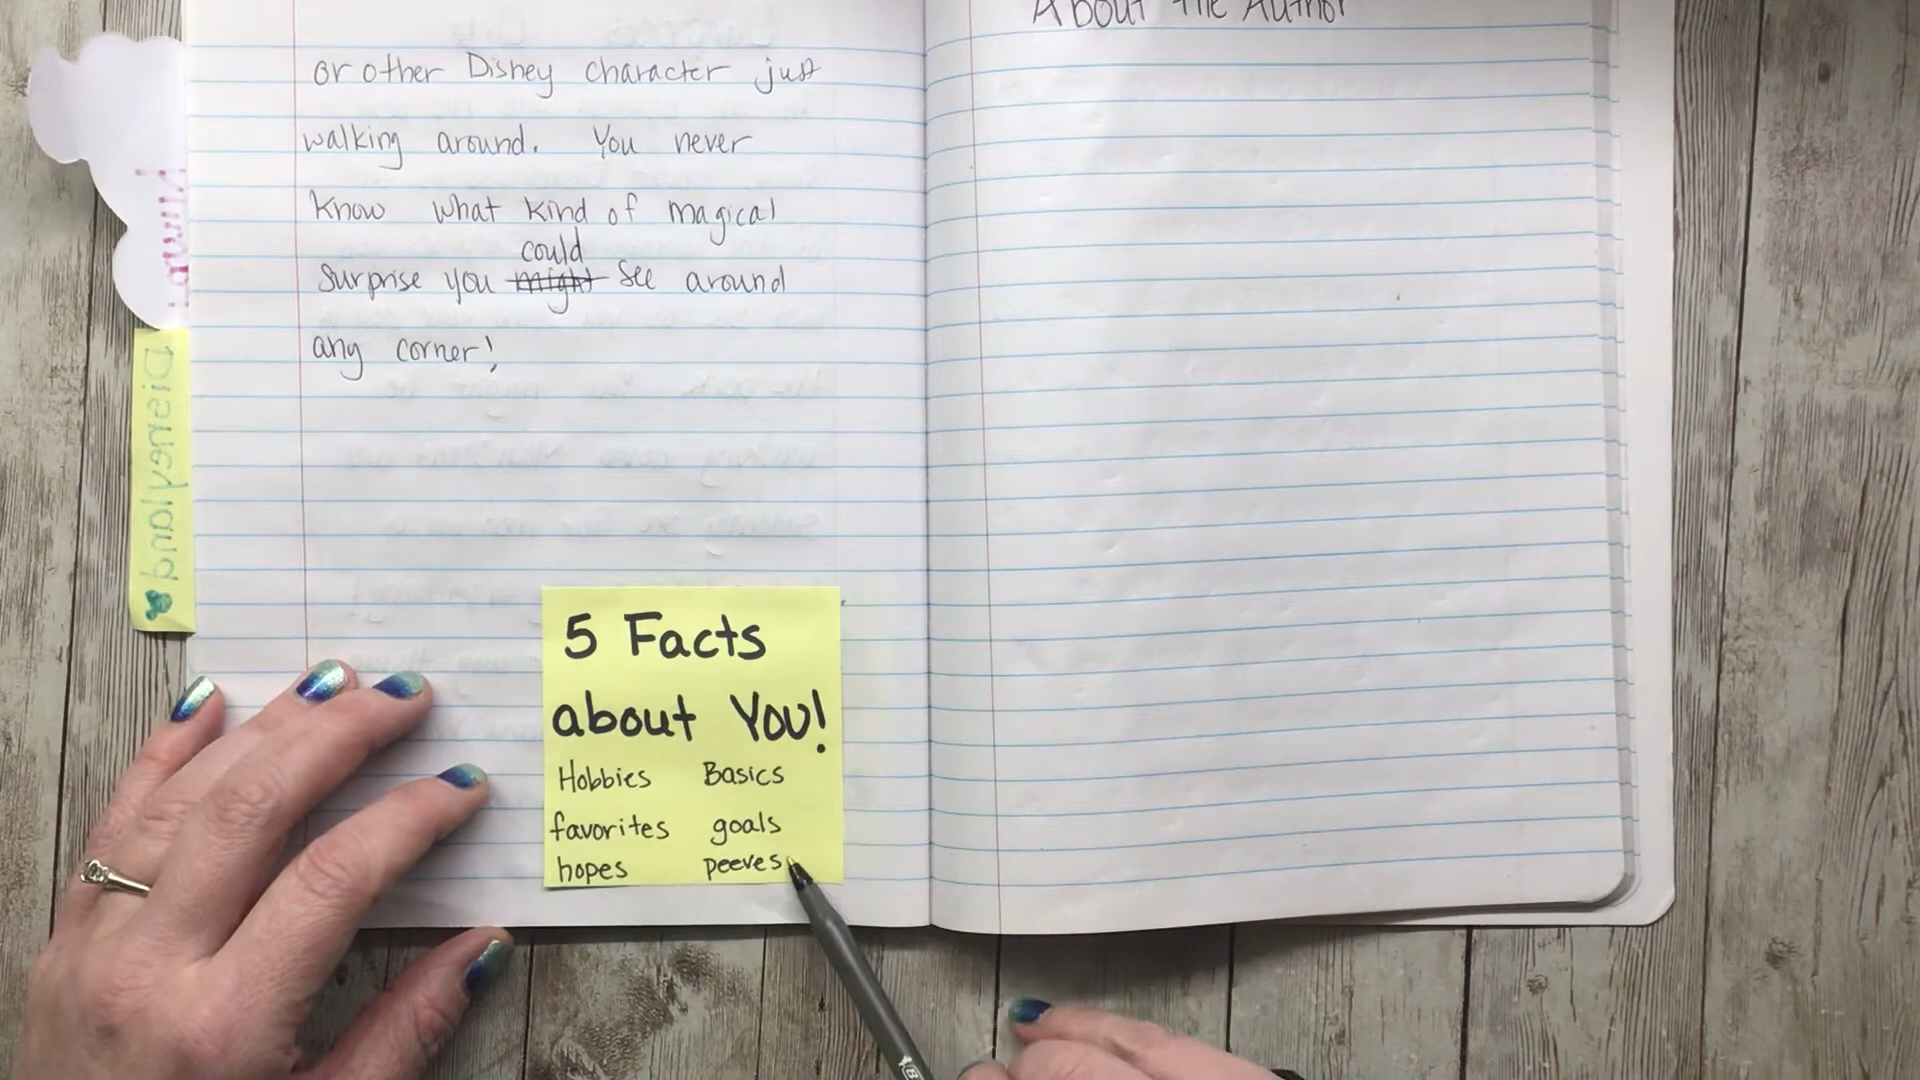 About the Author
or other Disney character just
walking around. You never
know what kind of magical
could
surprise you might see around
any corner!
Disneyland
5 Facts
about You!
Hobbies Basics
favorites goals
hopes peeves
B